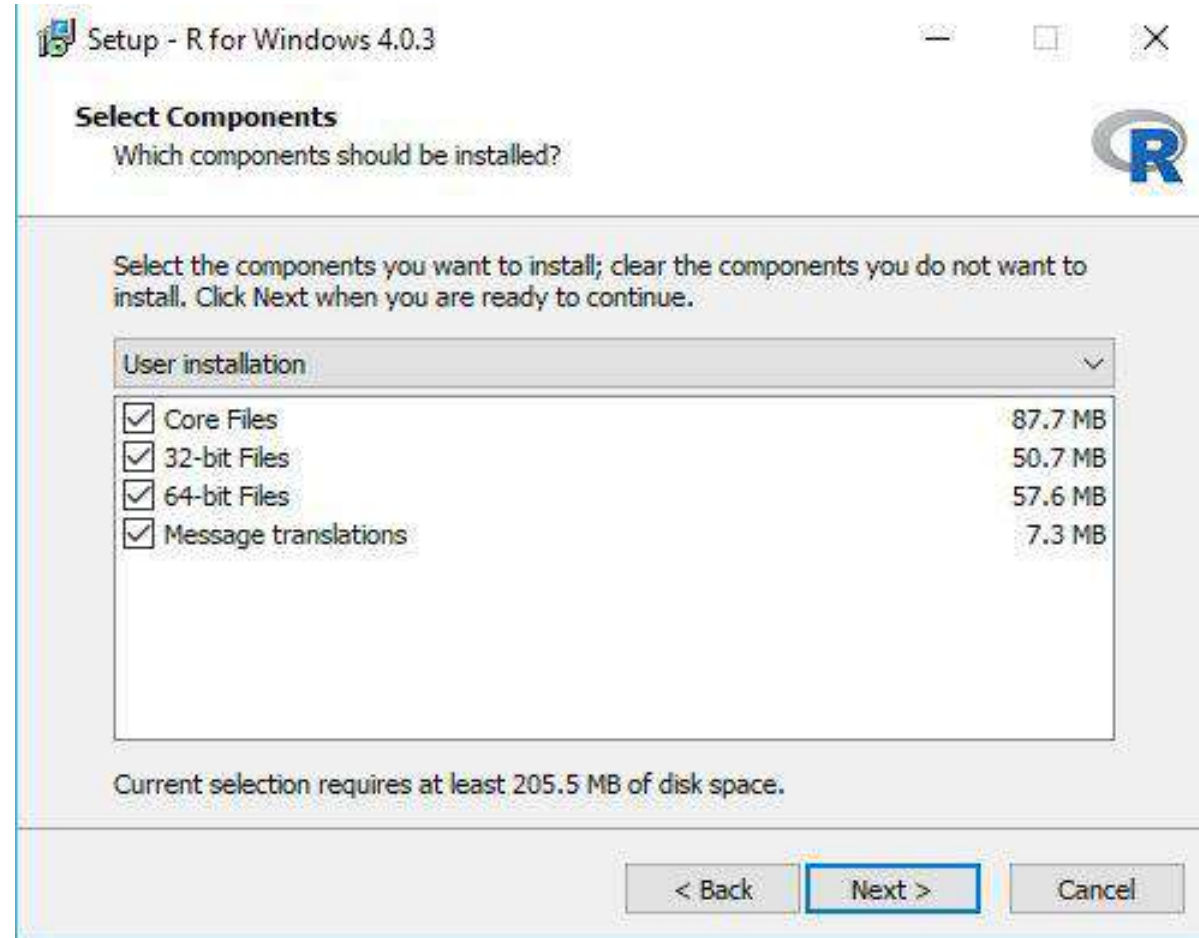 Setup - R for Windows 4.0.3
Select Components
Which components should be installed?
R
Select the components you want to install; clear the components you do not want to
install. Click Next when you are ready to continue.
User installation
Core Files 87.7 MB
32-bit Files 50.7 MB
64-bit Files 57.6 MB
Message translations 7.3 MB
Current selection requires at least 205.5 MB of disk space.
< Back Next > Cancel